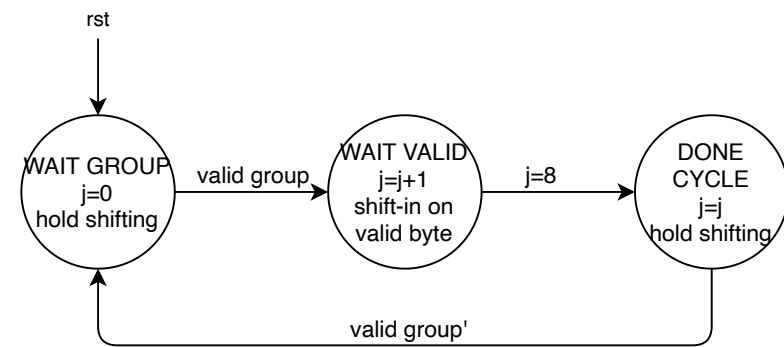 rst
WAIT GROUP
j=0
hold shifting
valid group
WAIT VALID
j=j+1
shift-in on
valid byte
j=8
DONE
CYCLE
j=j
hold shifting
valid group'